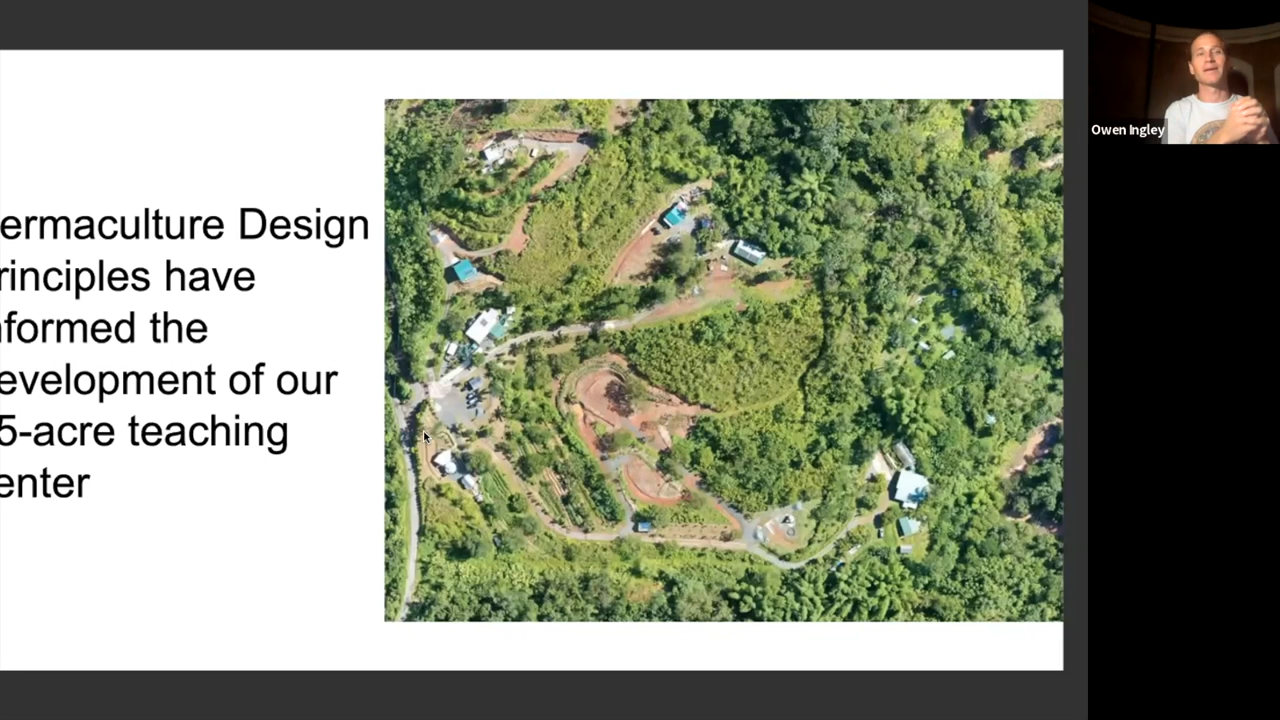 ermaculture Design
rinciples have
nformed the
evelopment of our
5-acre teaching
enter
Owen Ingley